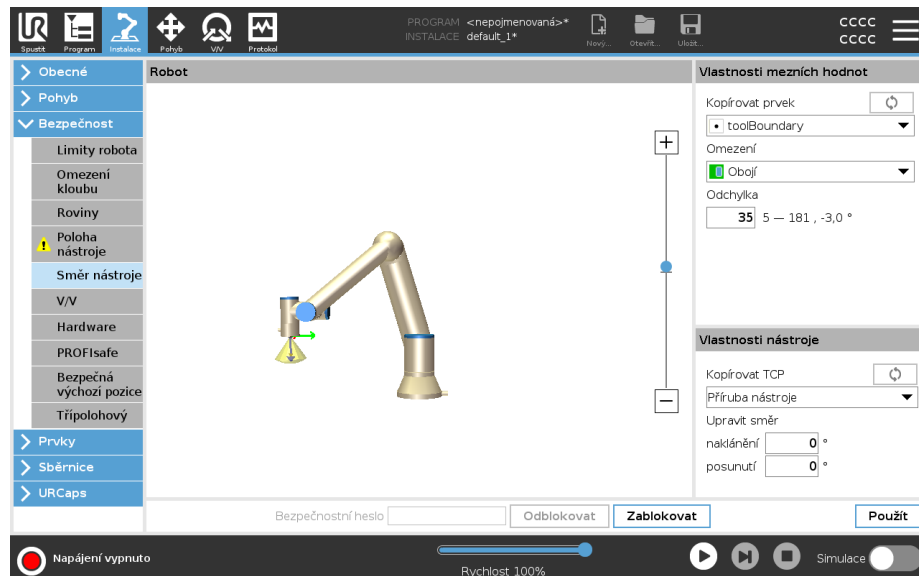 PROGRAM <nepojmenovaná>*
INSTALACE default_1*
Spustit
Program
Instalace
Pohyb
V/V
Protokol
Nový...
Otevřít...
Uložit...
CCCC
CCCC
Obecné
Pohyb
Bezpečnost
Limity robota
Omezení
kloubu
Roviny
Poloha
nástroje
Směr nástroje
V/V
Hardware
PROFIsafe
Bezpečná
výchozí pozice
Třípolohový
Prvky
Sběrnice
URCaps
Robot
Vlastnosti mezních hodnot
Kopírovat prvek
toolBoundary
Omezení
Obojí
Odchylka
35 5 — 181 , -3,0 °
Vlastnosti nástroje
Kopírovat TCP
Příruba nástroje
Upravit směr
naklánění 0 °
posunutí 0 °
Bezpečnostní heslo
Odblokovat
Zablokovat
Použít
Napájení vypnuto
Rychlost 100%
Simulace